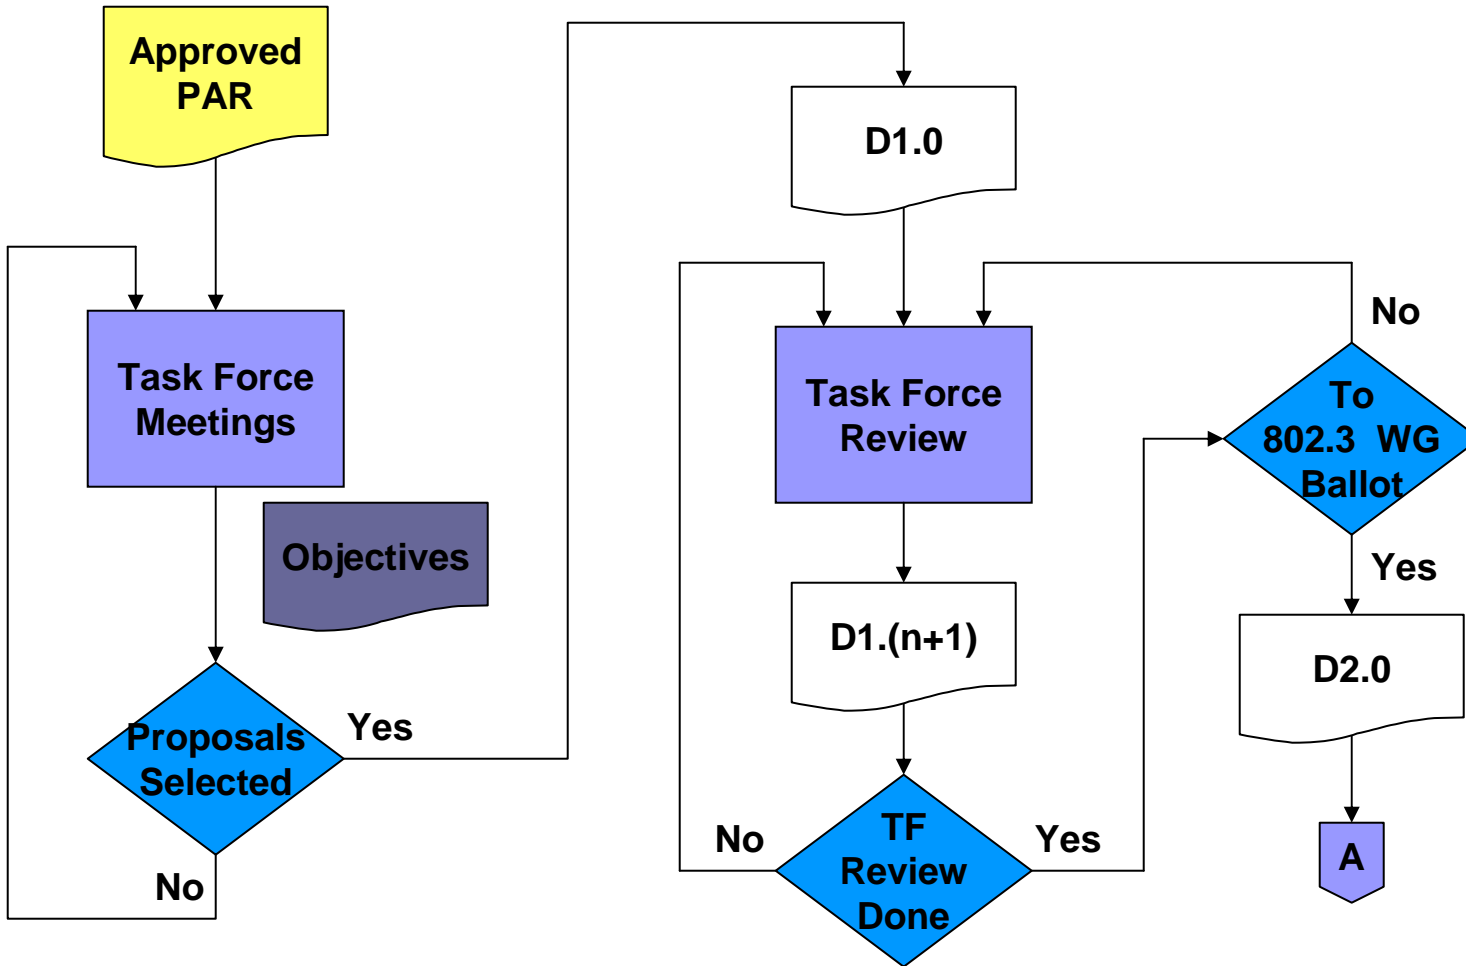 Approved
PAR
Task Force
Meetings
Objectives
Proposals
Selected
Yes
No
D1.0
Task Force
Review
D1.(n+1)
TF
Review
Done
No
Yes
To
802.3 WG
Ballot
No
Yes
D2.0
A